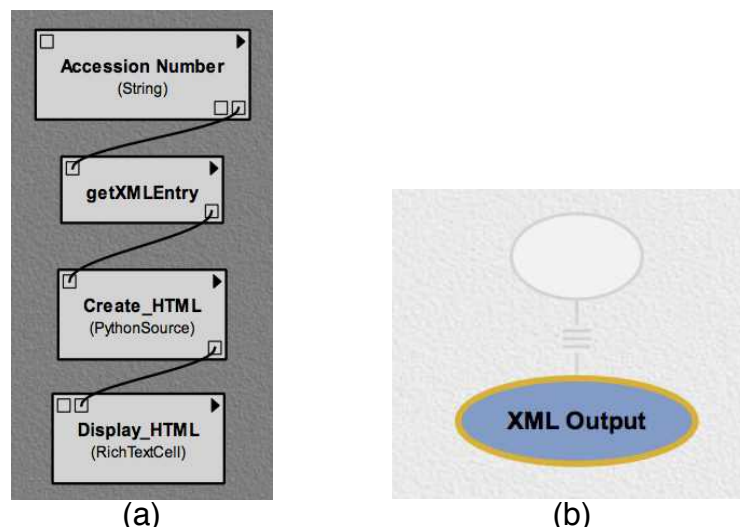 Accession Number
(String)
getXMLEntry
Create_HTML
(PythonSource)
Display_HTML
(RichTextCell)
(a)
XML Output
(b)